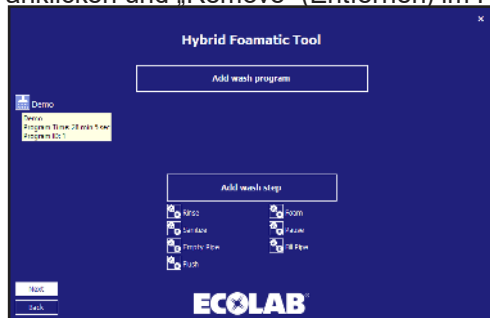 anklicken und „Remove“ (Entfernen) im
×
Hybrid Foamatic Tool
Add wash program
Demo
Demo
Program Time: 28 min 5 sec
Program ID: 1
Add wash step
Rinse
Foam
Sanitize
Pause
Empty Pipe
Fill Pipe
Flush
Next
Back
ECOLAB®